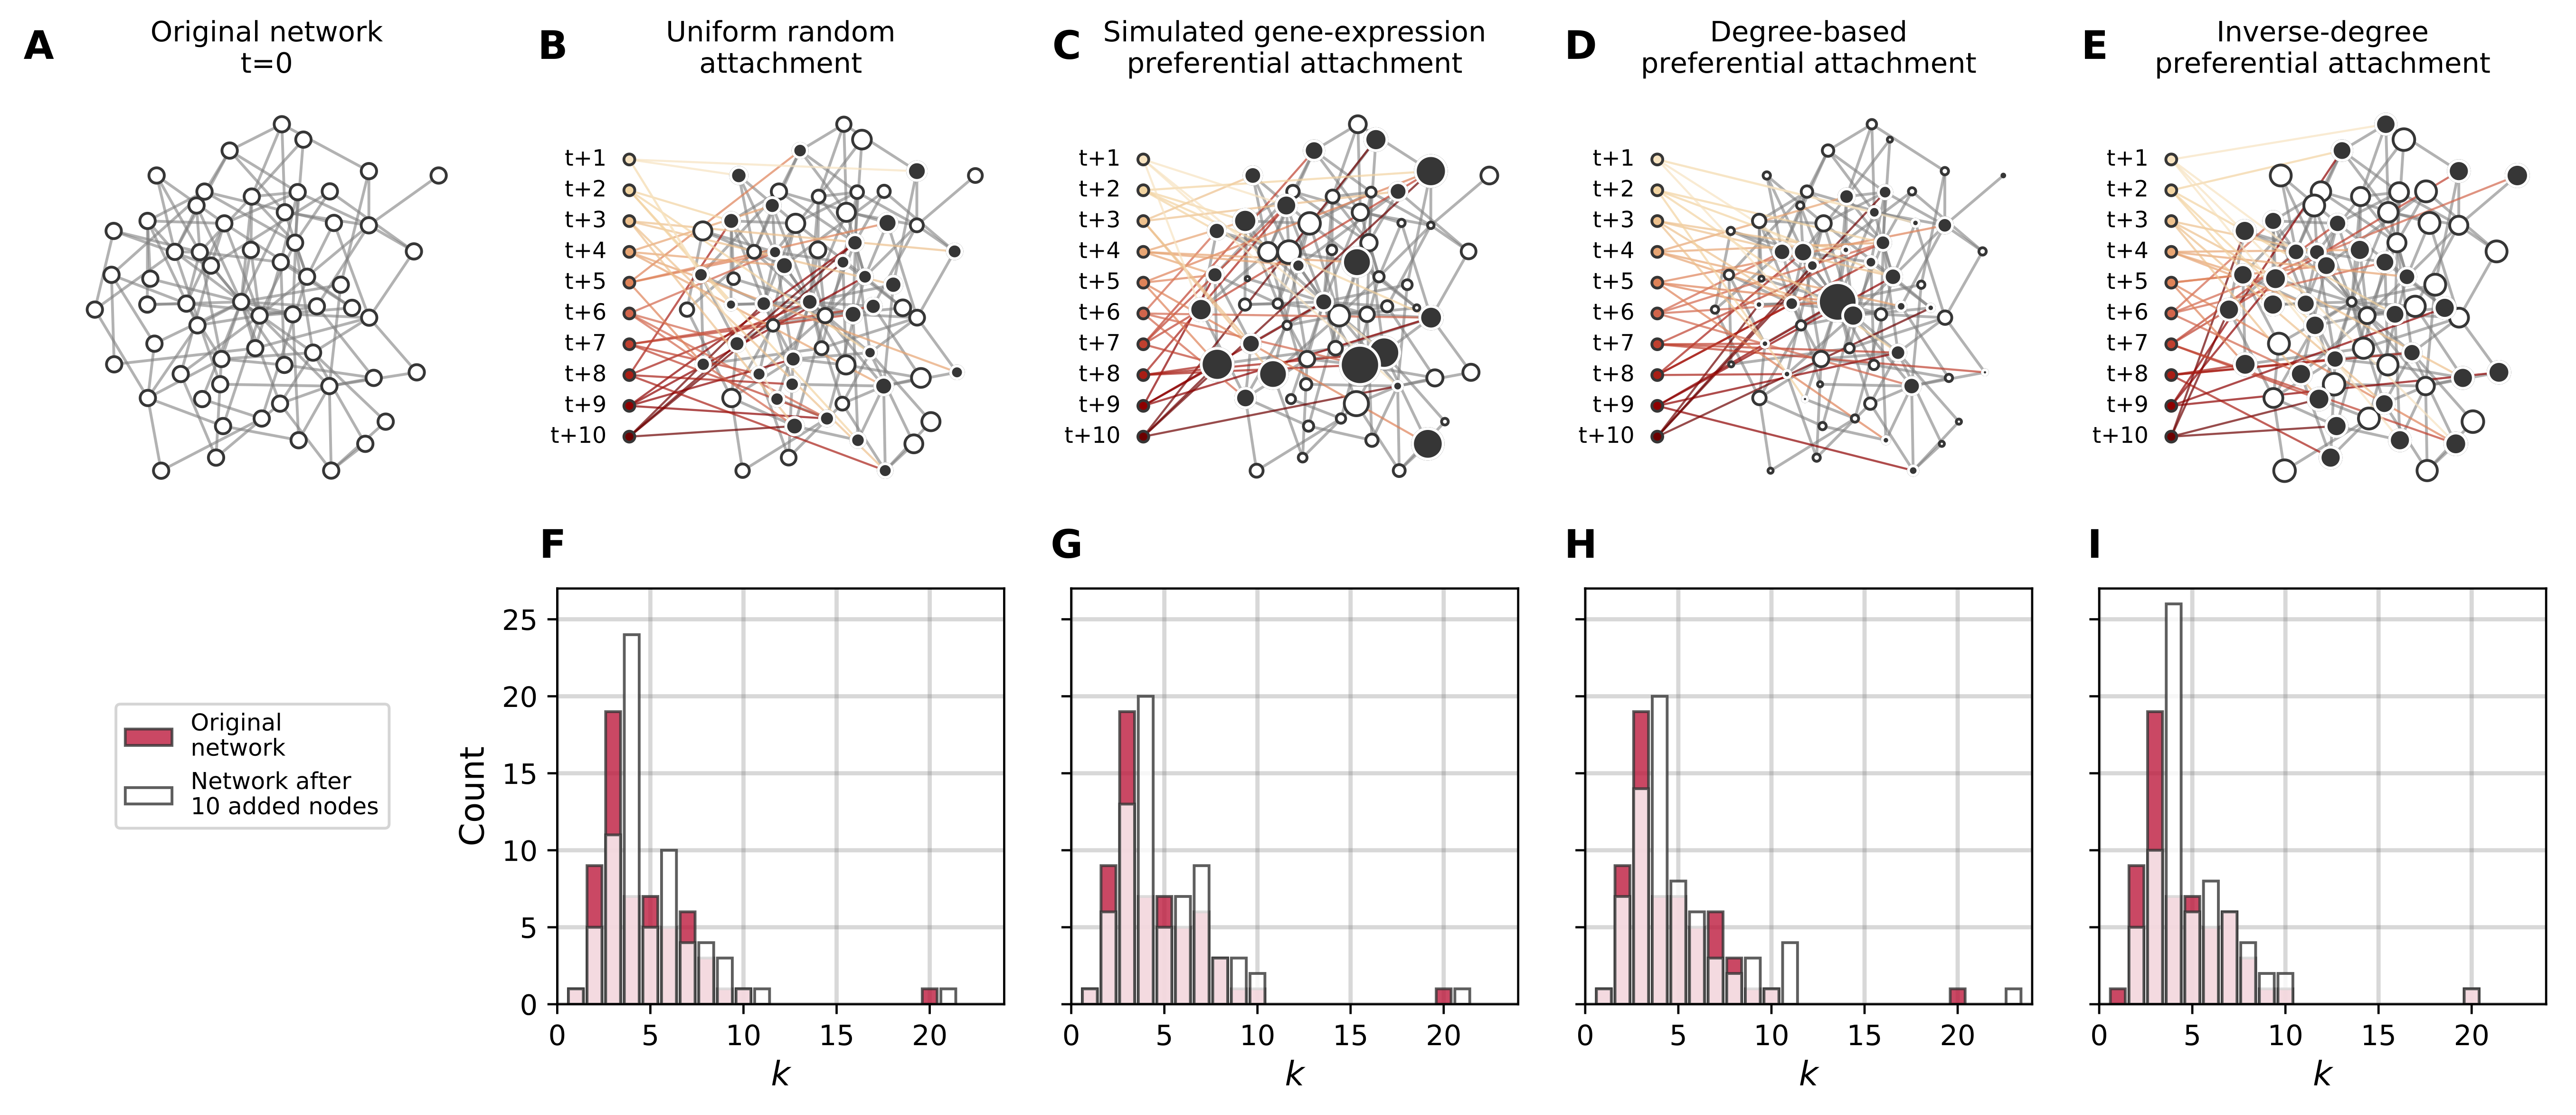 A
Original network
t=0
B
Uniform random
attachment
C
Simulated gene-expression
preferential attachment
D
Degree-based
preferential attachment
E
Inverse-degree
preferential attachment
t+1
t+2
t+3
t+4
t+5
t+6
t+7
t+8
t+9
t+10
t+1
t+2
t+3
t+4
t+5
t+6
t+7
t+8
t+9
t+10
t+1
t+2
t+3
t+4
t+5
t+6
t+7
t+8
t+9
t+10
t+1
t+2
t+3
t+4
t+5
t+6
t+7
t+8
t+9
t+10
Original
network
Network after
10 added nodes
F
Count
25
20
15
10
5
0
0 5 10 15 20
k
G
0 5 10 15 20
k
H
0 5 10 15 20
k
I
0 5 10 15 20
k